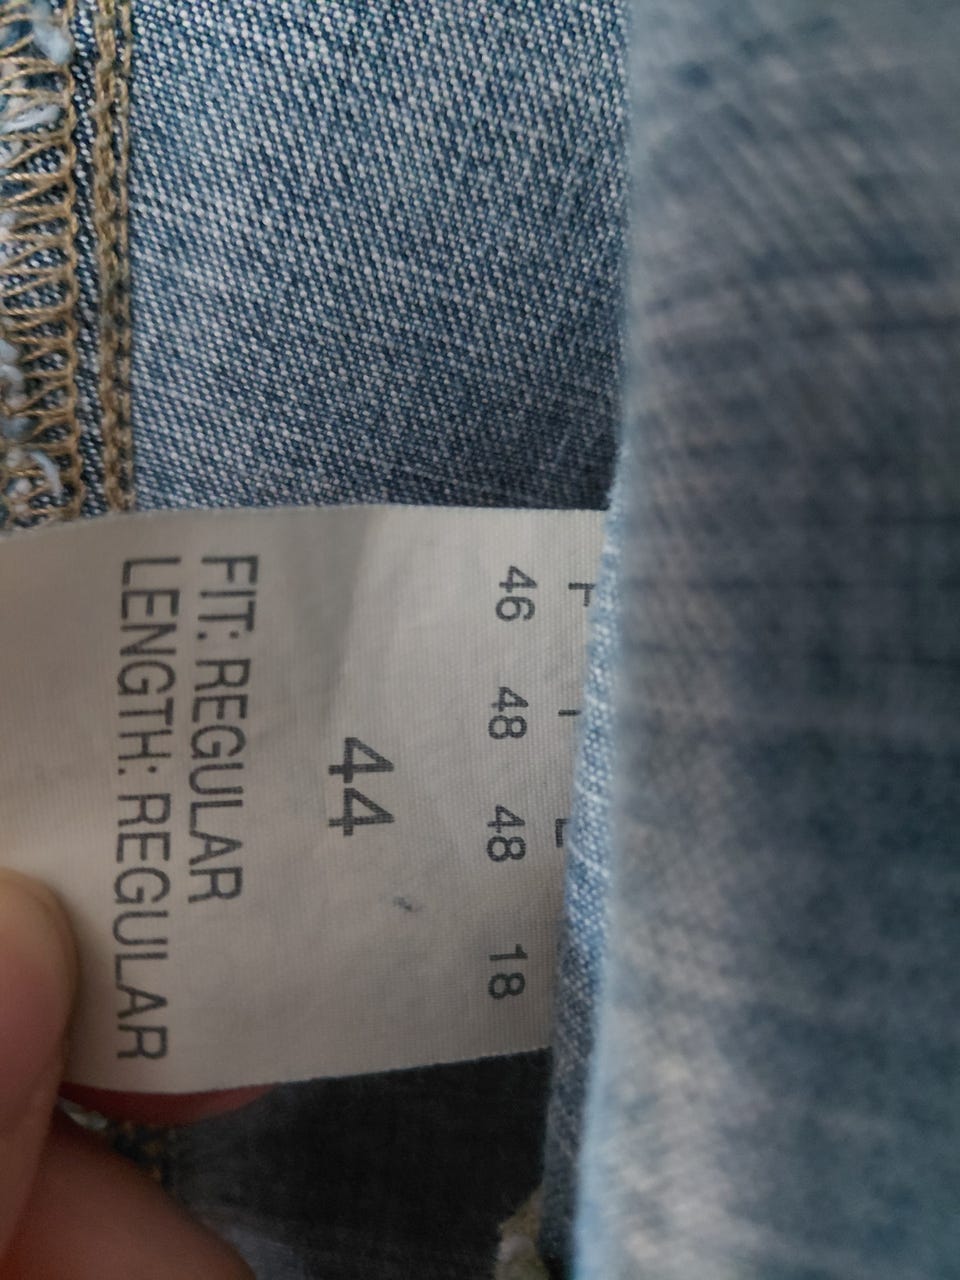 46 48 48 18
44
FIT: REGULAR
LENGTH: REGULAR